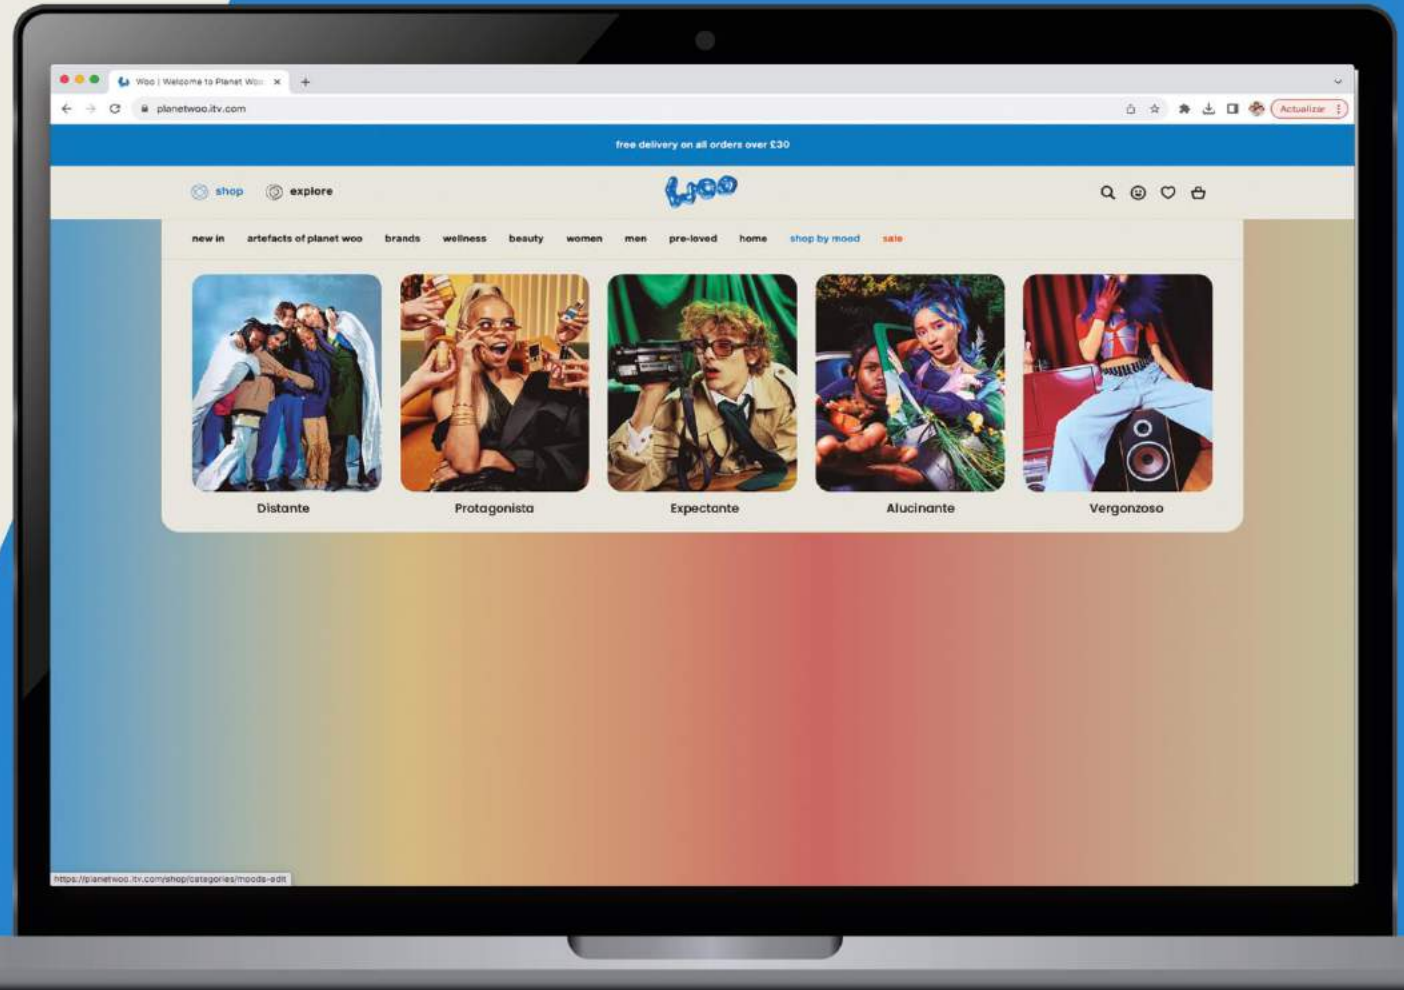 Woo | Welcome to Planet Woo
planetwoo.itv.com
Actualizar
free delivery on all orders over £30
shop
explore
woo
new in
artefacts of planet woo
brands
wellness
beauty
women
men
pre-loved
home
shop by mood
sale
Distante
Protagonista
Expectante
Alucinante
Vergonzoso
https://planetwoo.itv.com/shop/categories/moods-edit